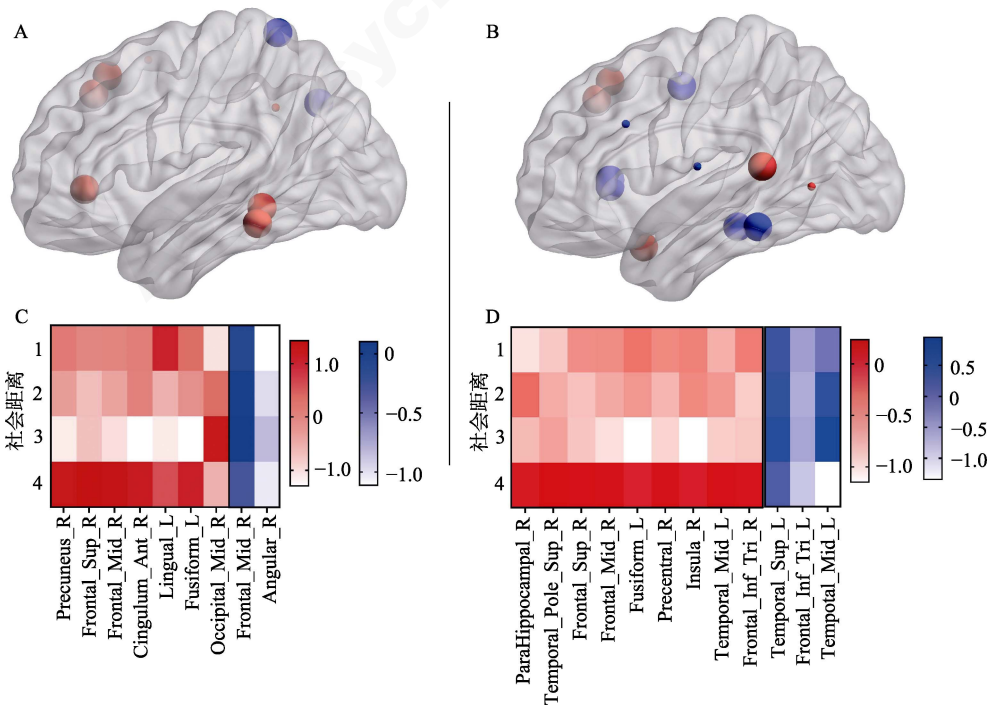 A
B
C
D
社会距离
1
2
3
4
1.0
0
−1.0
0
−0.5
−1.0
Precuneus_R
Frontal_Sup_R
Frontal_Mid_R
Cingulum_Ant_R
Lingual_L
Fusiform_L
Occipital_Mid_R
Frontal_Mid_R
Angular_R
社会距离
1
2
3
4
0
−0.5
−1.0
0.5
0
−0.5
−1.0
ParaHippocampal_R
Temporal_Pole_Sup_R
Frontal_Sup_R
Frontal_Mid_R
Fusiform_L
Precentral_R
Insula_R
Temporal_Mid_L
Frontal_Inf_Tri_R
Temporal_Sup_L
Frontal_Inf_Tri_L
Tempotal_Mid_L